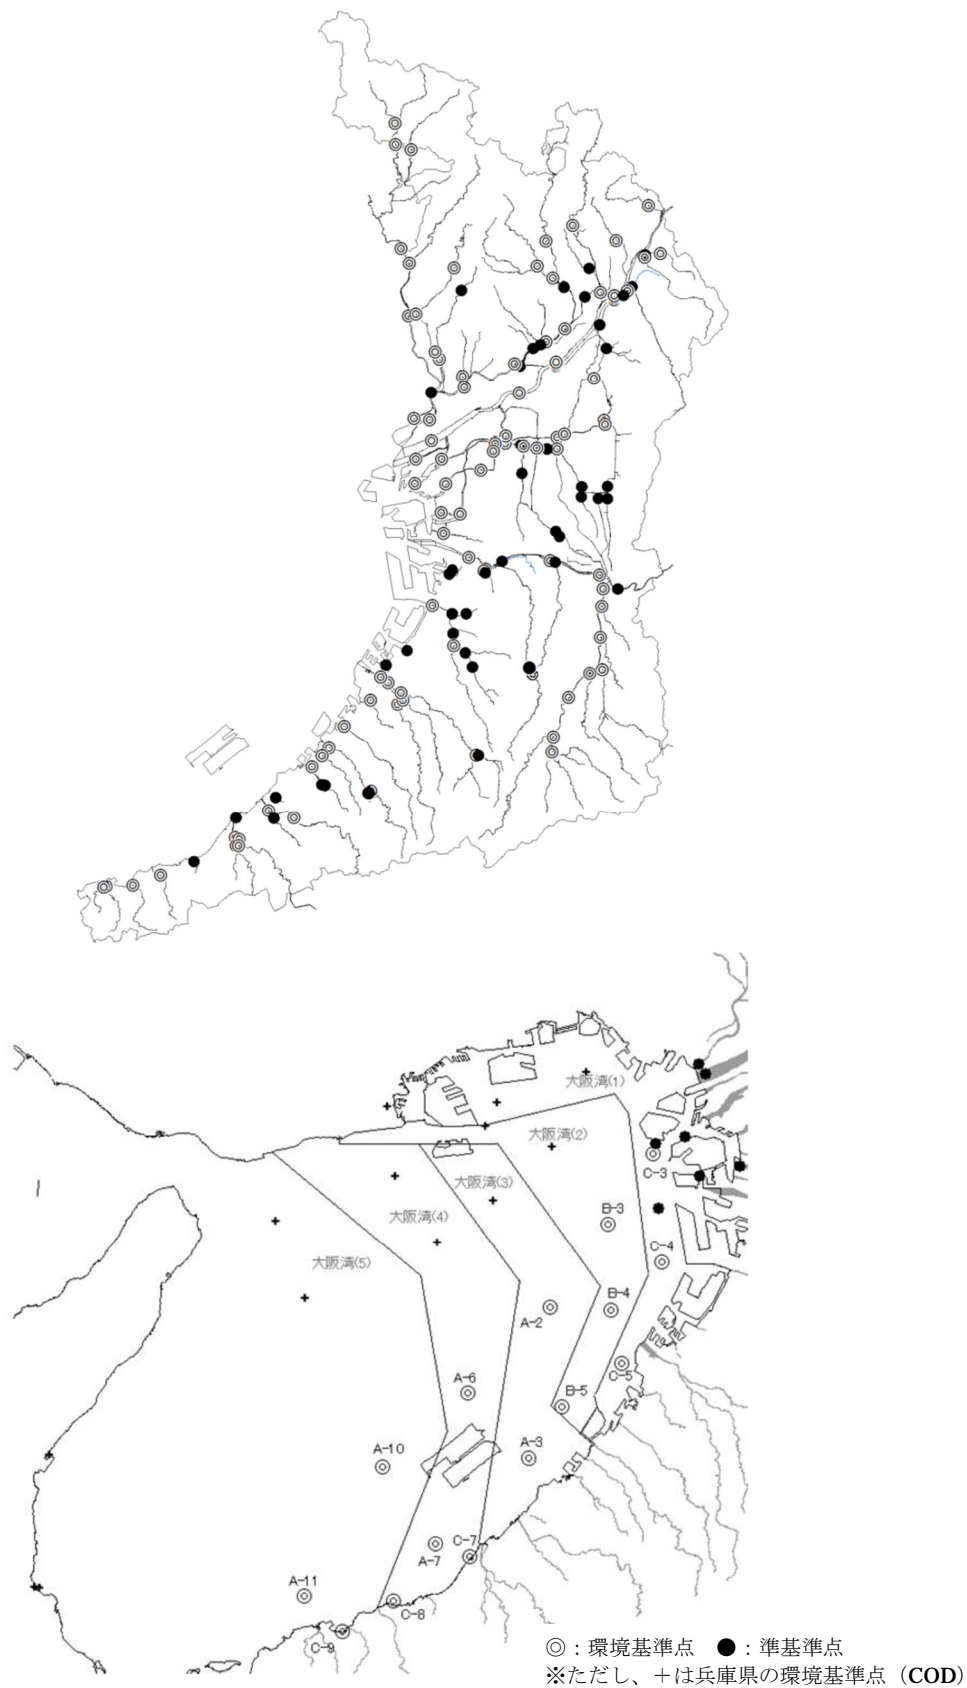 大阪湾(1)
大阪湾(2)
C-3
大阪湾(3)
大阪湾(4)
B-3
C-4
大阪湾(5)
B-4
A-2
C-5
A-6
B-5
A-10
A-3
C-7
A-7
A-11
C-8
C-9
◎：環境基準点　●：準基準点
※ただし、＋は兵庫県の環境基準点（COD）